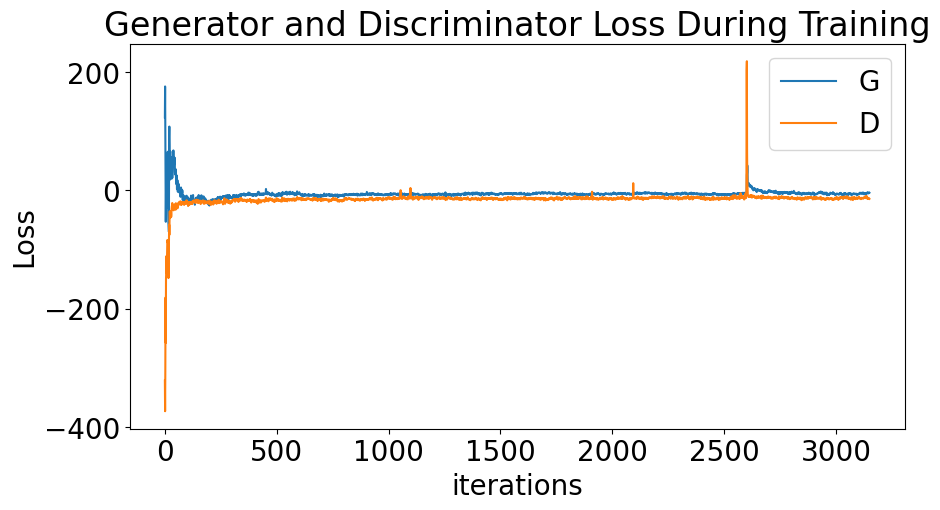 Generator and Discriminator Loss During Training
200
0
−200
−400
Loss
G
D
0 500 1000 1500 2000 2500 3000
iterations